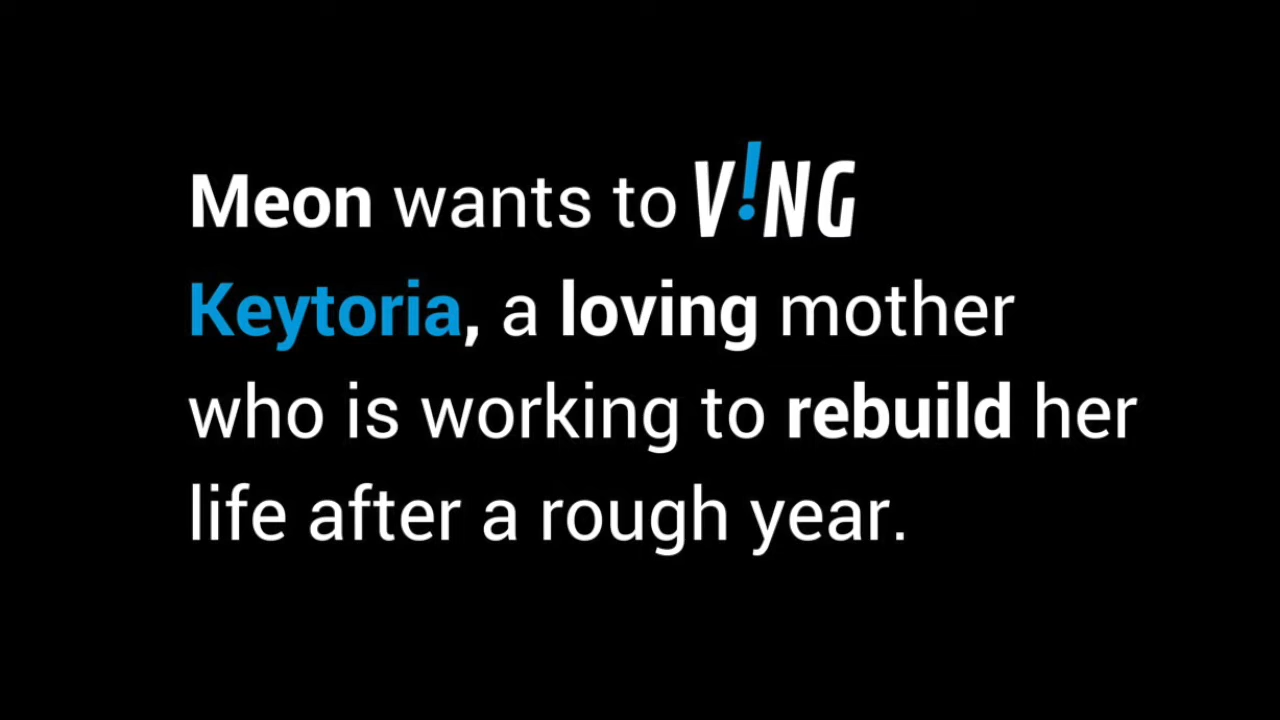 Meon wants to V!NG
Keytoria, a loving mother
who is working to rebuild her
life after a rough year.